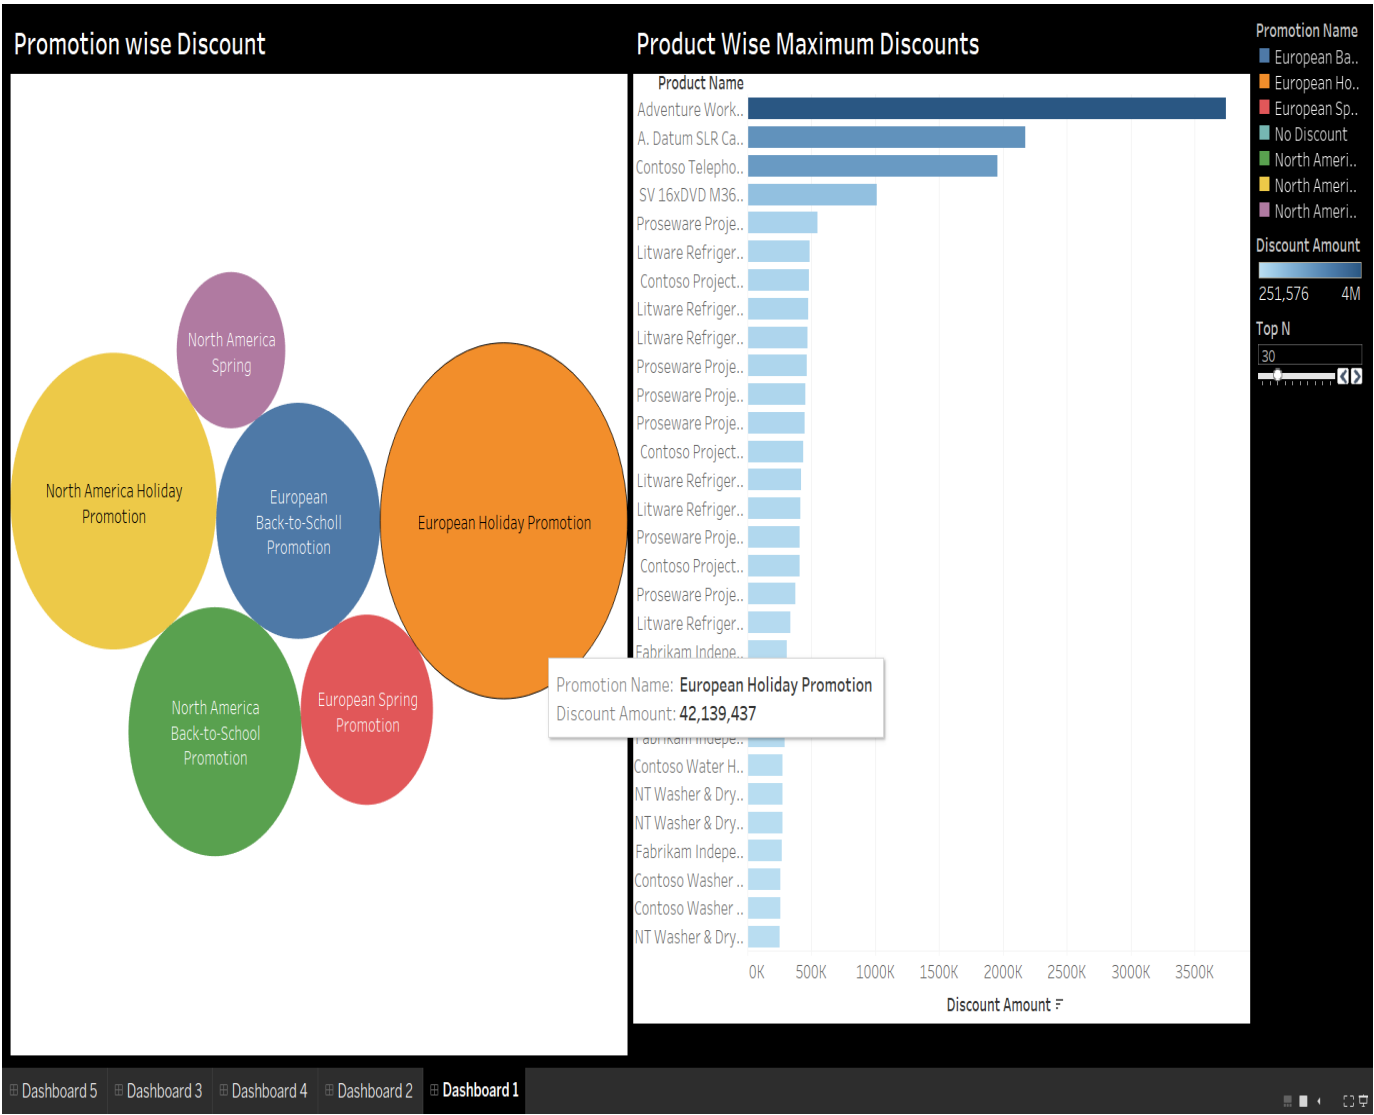 Promotion wise Discount
North America
Spring
North America Holiday
Promotion
European
Back-to-Scholl
Promotion
European Holiday Promotion
North America
Back-to-School
Promotion
European Spring
Promotion
Product Wise Maximum Discounts
Product Name
Adventure Work..
A. Datum SLR Ca..
Contoso Telepho..
SV 16xDVD M36..
Proseware Proje..
Litware Refriger..
Contoso Project..
Litware Refriger..
Litware Refriger..
Proseware Proje..
Proseware Proje..
Proseware Proje..
Contoso Project..
Litware Refriger..
Litware Refriger..
Proseware Proje..
Contoso Project..
Proseware Proje..
Litware Refriger..
Fabrikam Indepe..
Promotion Name: European Holiday Promotion
Discount Amount: 42,139,437
Fabrikam Indepe..
Contoso Water H..
NT Washer & Dry..
NT Washer & Dry..
Fabrikam Indepe..
Contoso Washer ..
Contoso Washer ..
NT Washer & Dry..
0K 500K 1000K 1500K 2000K 2500K 3000K 3500K
Discount Amount
Promotion Name
European Ba..
European Ho..
European Sp..
No Discount
North Ameri..
North Ameri..
North Ameri..
Discount Amount
251,576 4M
Top N
30
Dashboard 5 Dashboard 3 Dashboard 4 Dashboard 2 Dashboard 1